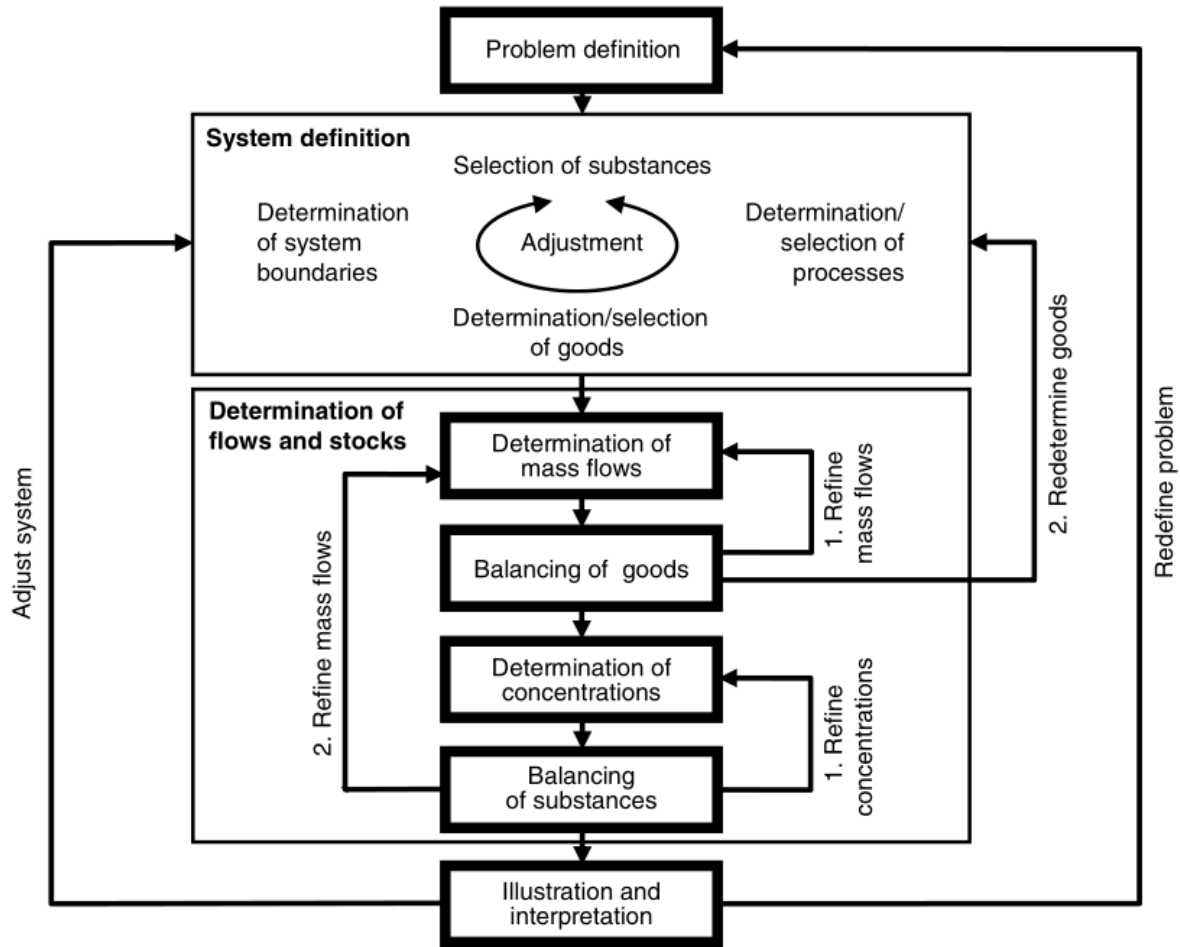 Problem definition
System definition
Selection of substances
Determination
of system
boundaries
Adjustment
Determination/
selection of
processes
Determination/selection
of goods
Determination of
flows and stocks
Determination of
mass flows
1. Refine
mass flows
Balancing of goods
2. Redetermine goods
2. Refine mass flows
Determination of
concentrations
1. Refine
concentrations
Balancing
of substances
Adjust system
Redefine problem
Illustration and
interpretation